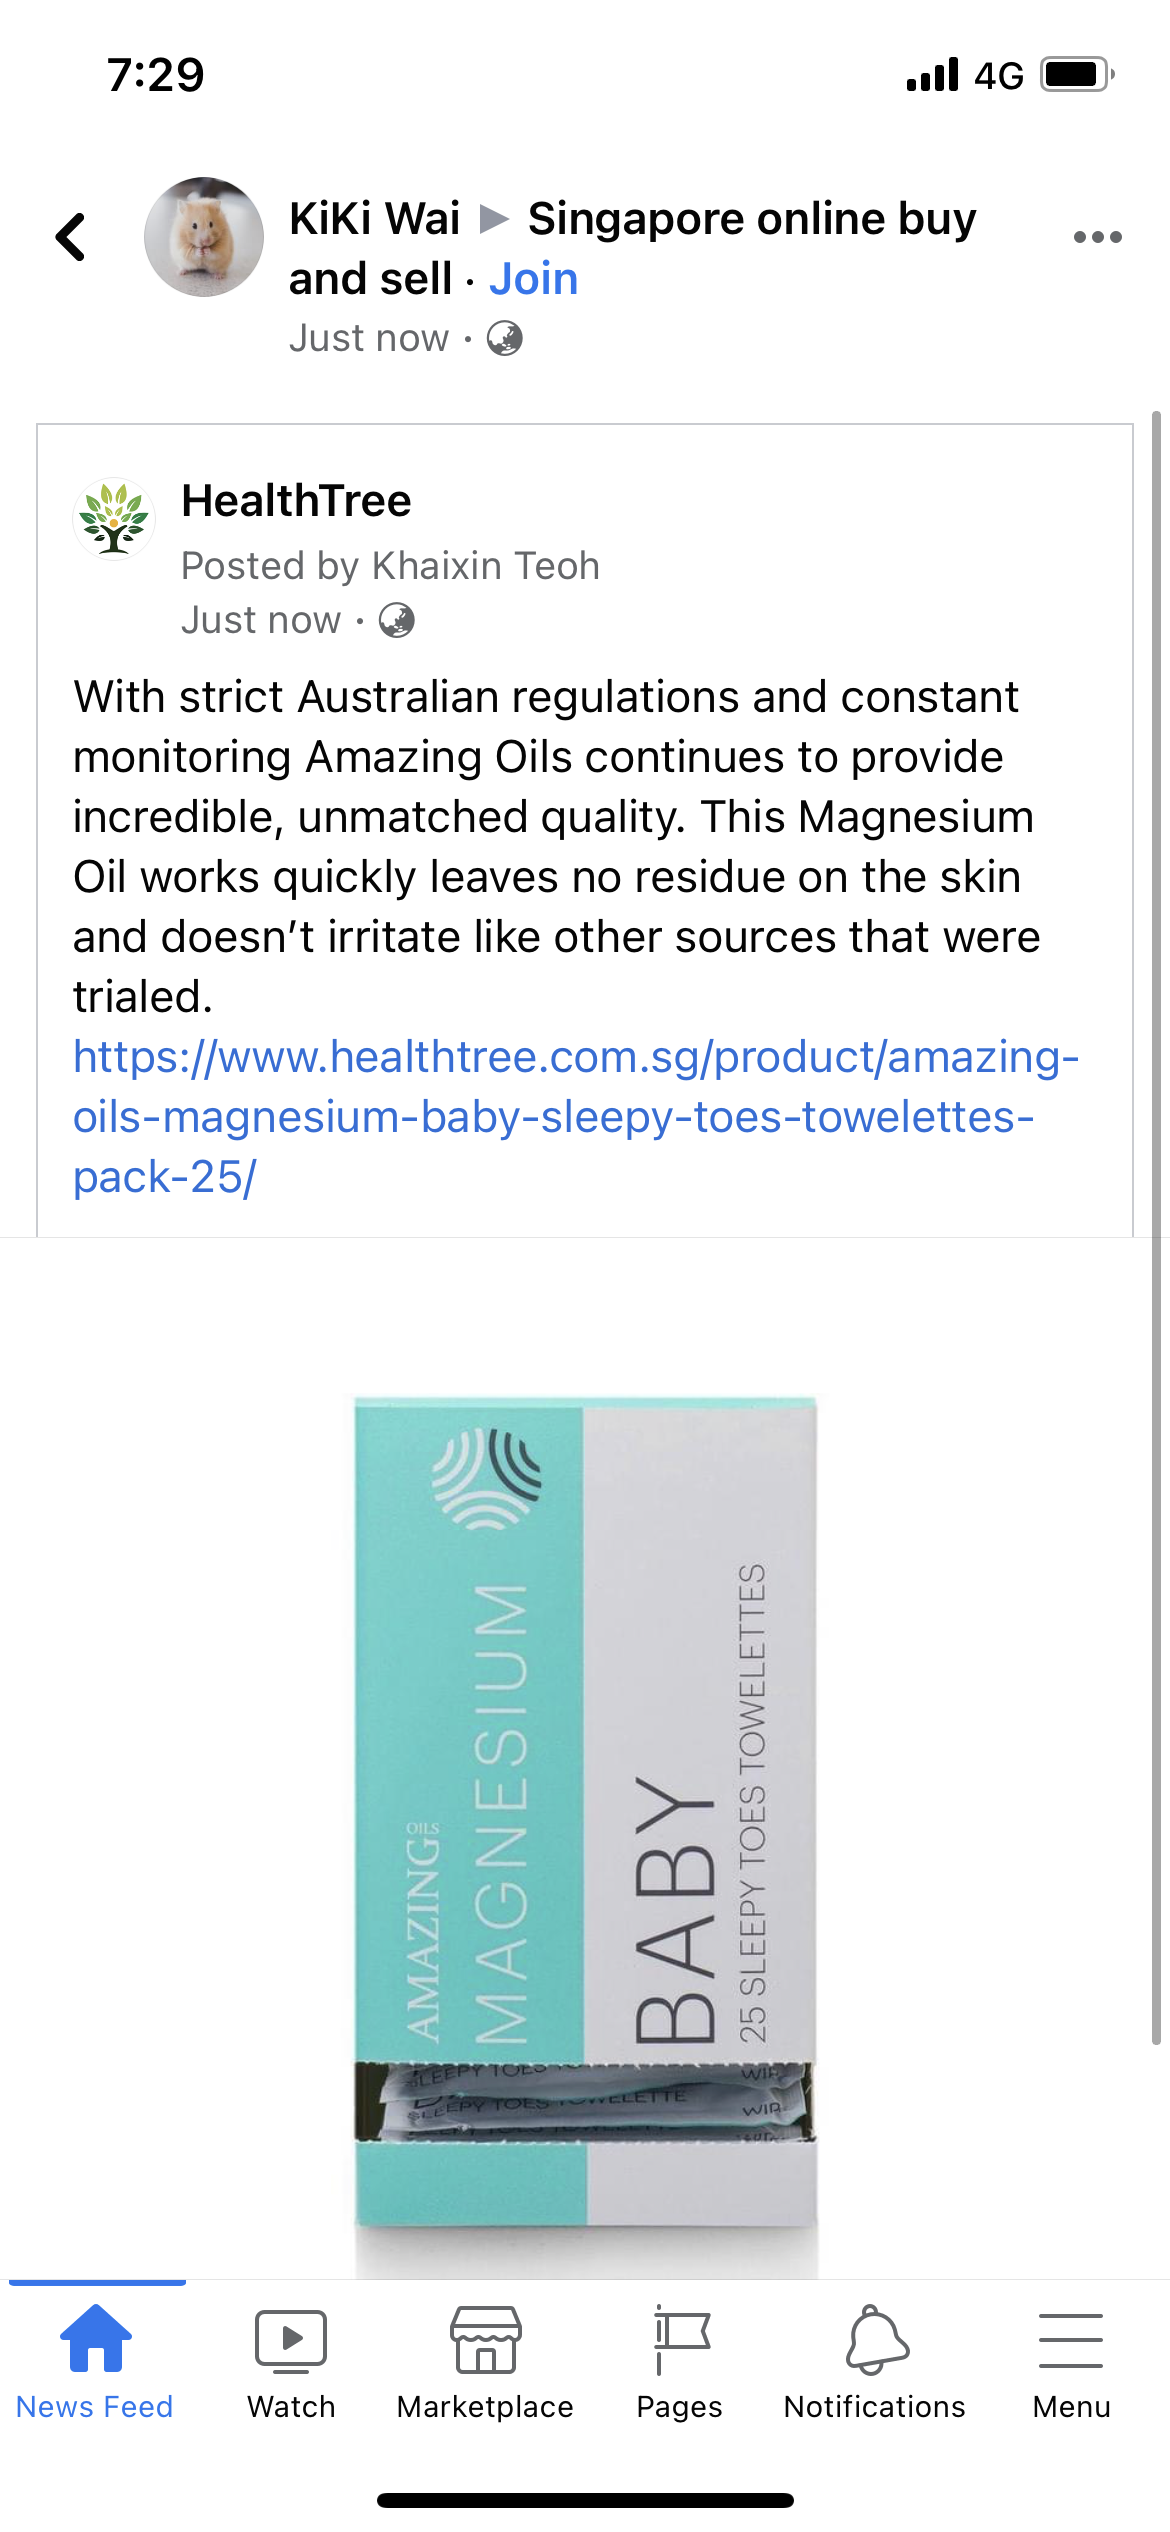 7:29
4G
KiKi Wai ▶ Singapore online buy
and sell · Join
Just now ·
HealthTree
Posted by Khaixin Teoh
Just now ·
With strict Australian regulations and constant
monitoring Amazing Oils continues to provide
incredible, unmatched quality. This Magnesium
Oil works quickly leaves no residue on the skin
and doesn’t irritate like other sources that were
trialed.
https://www.healthtree.com.sg/product/amazing-
oils-magnesium-baby-sleepy-toes-towelettes-
pack-25/
AMAZING OILS
MAGNESIUM
BABY
25 SLEEPY TOES TOWELETTES
SLEEPY TOES
SLEEPY TOES TOWELETTE
News Feed
Watch
Marketplace
Pages
Notifications
Menu